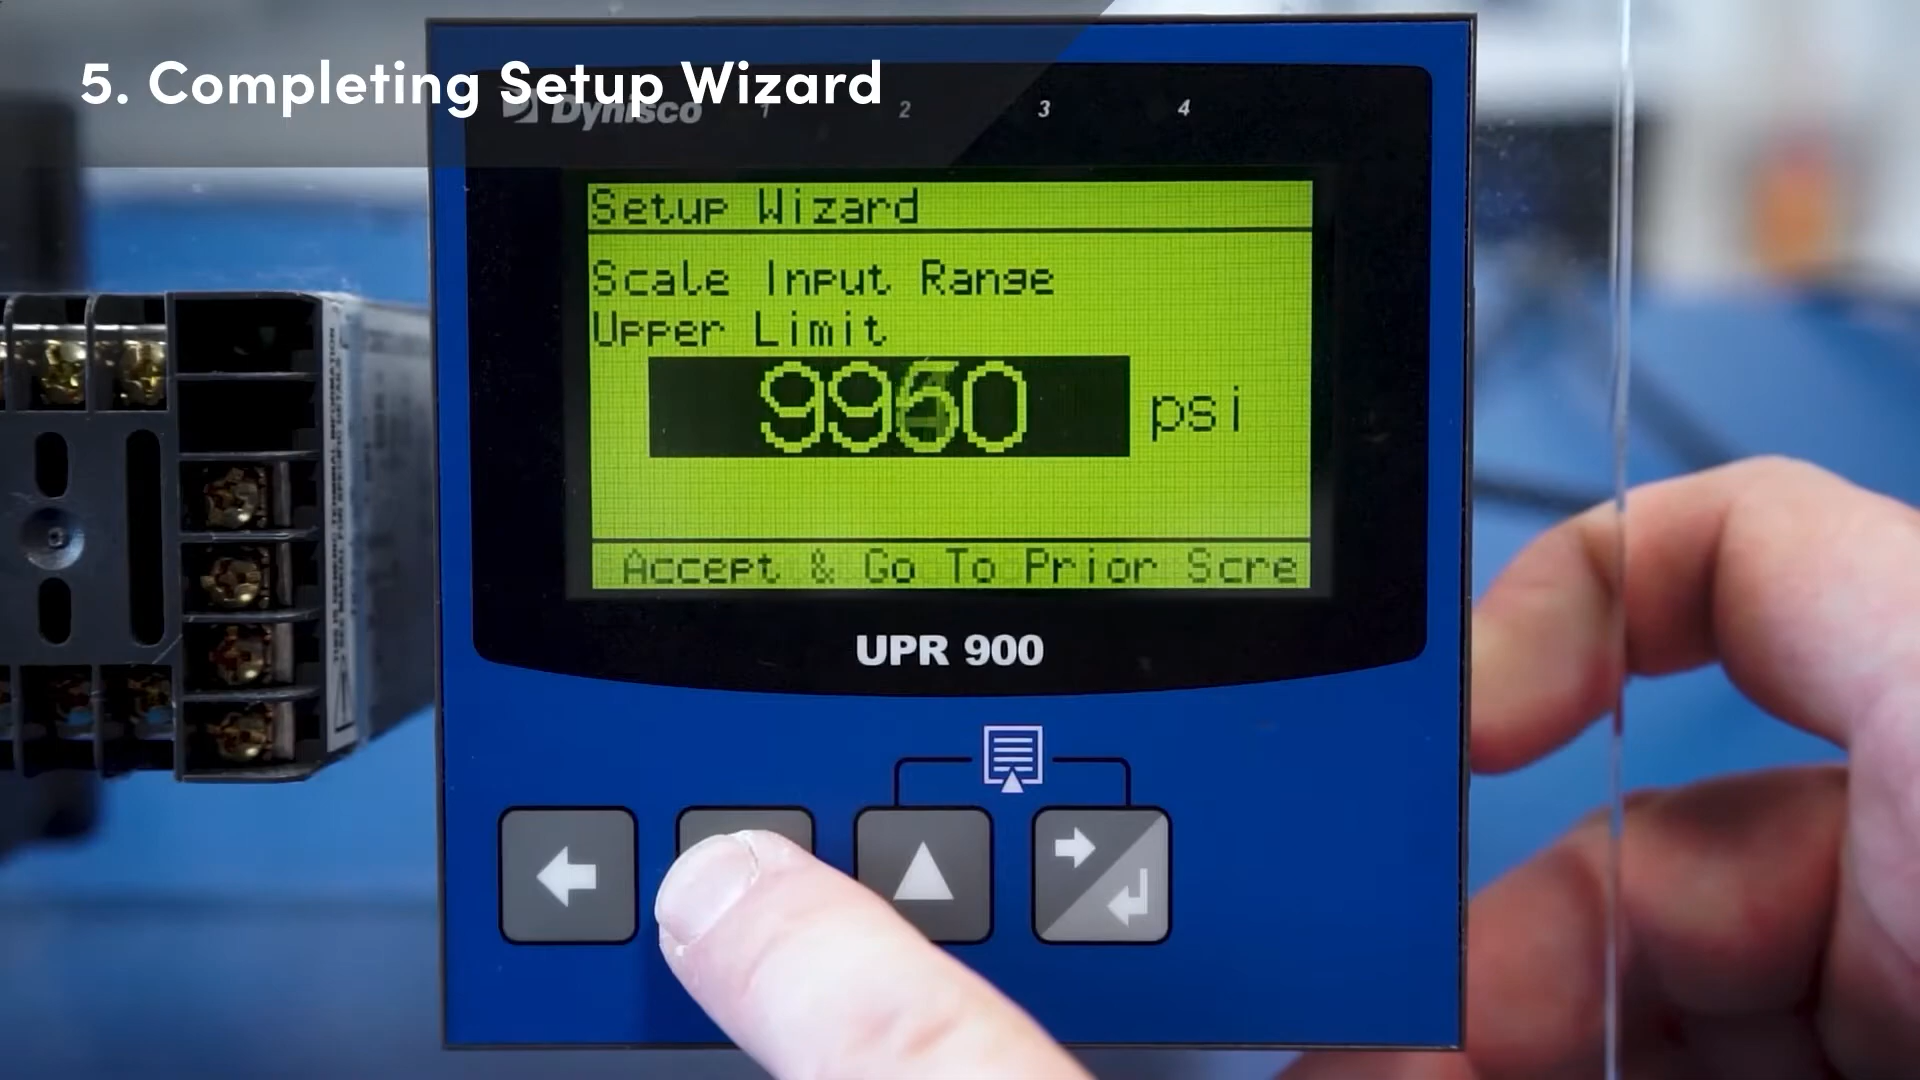 5. Completing Setup Wizard
Dynisco 1 2 3 4
Setup Wizard
Scale Input Range
Upper Limit
psi
Accept & Go To Prior Scre
UPR 900